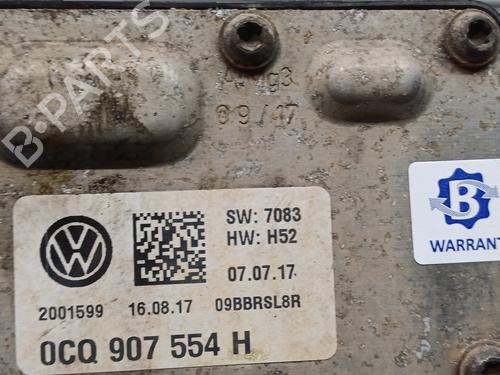 AlMg3
09/17
B-PARTS
SW: 7083
HW: H52
07.07.17
2001599 16.08.17 09BBRSL8R
0CQ 907 554 H
B
WARRANT